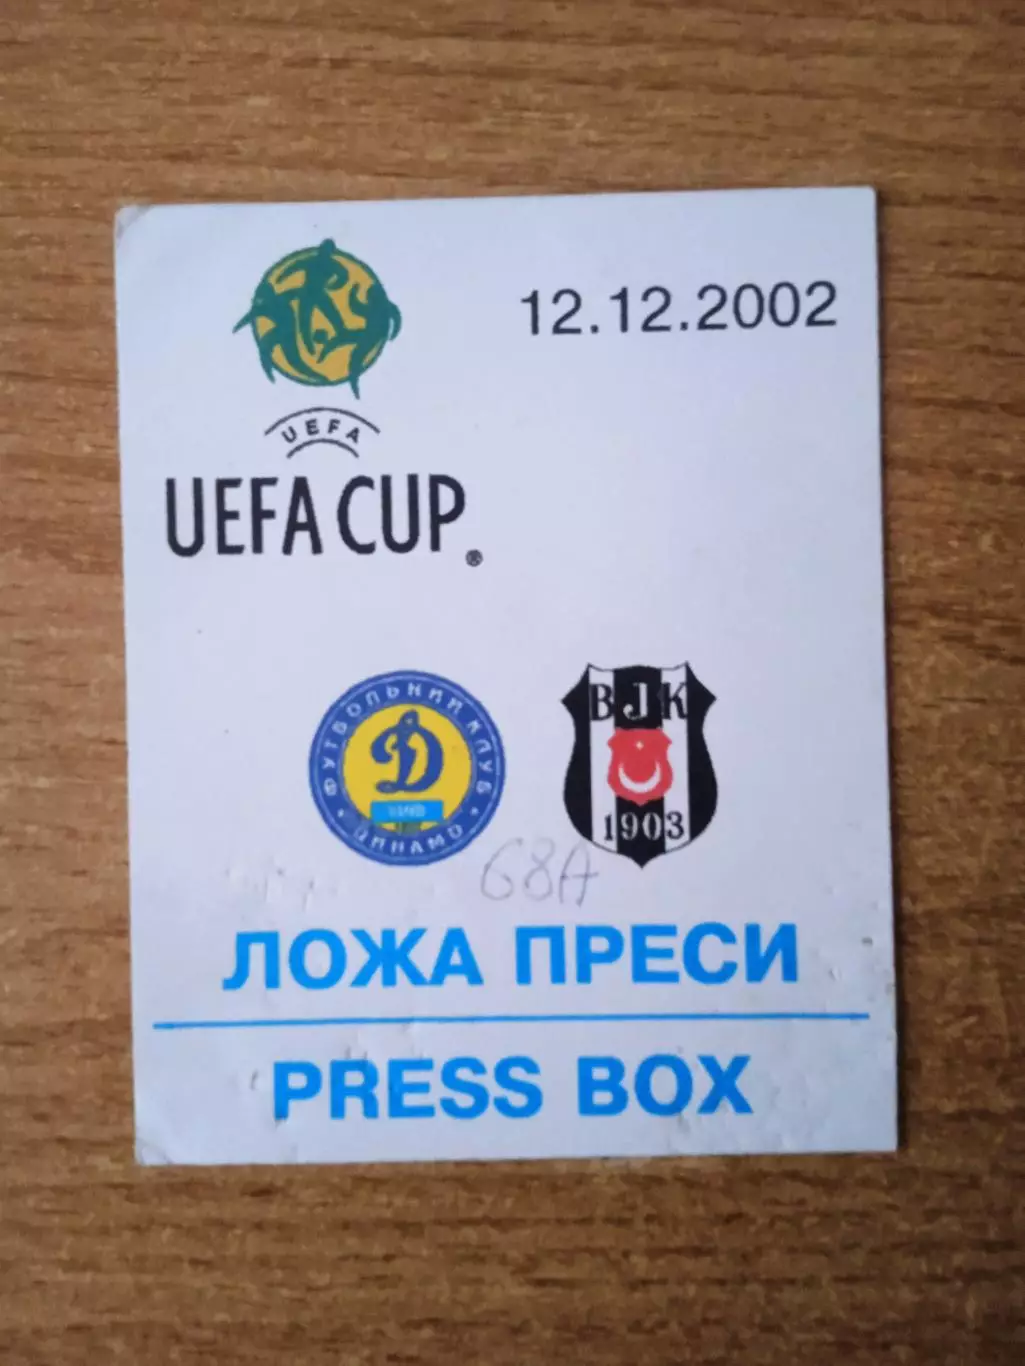 12.12.2002
UEFA
UEFA CUP®
ФУТБОЛЬНИЙ КЛУБ
Д
ДИНАМО
BJK
1903
68A
ЛОЖА ПРЕСИ
PRESS BOX